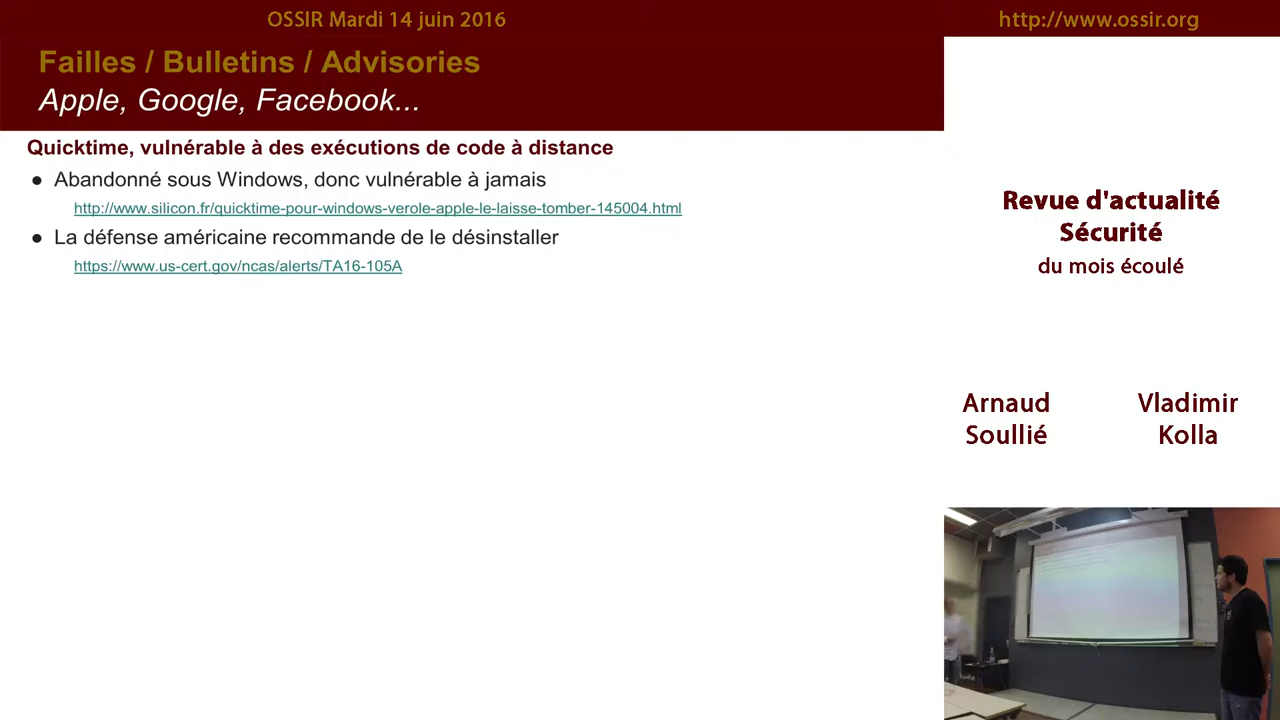 OSSIR Mardi 14 juin 2016
http://www.ossir.org
Failles / Bulletins / Advisories
Apple, Google, Facebook...
Quicktime, vulnérable à des exécutions de code à distance
● Abandonné sous Windows, donc vulnérable à jamais
http://www.silicon.fr/quicktime-pour-windows-verole-apple-le-laisse-tomber-145004.html
● La défense américaine recommande de le désinstaller
https://www.us-cert.gov/ncas/alerts/TA16-105A
Revue d'actualité
Sécurité
du mois écoulé
Arnaud
Soullié
Vladimir
Kolla